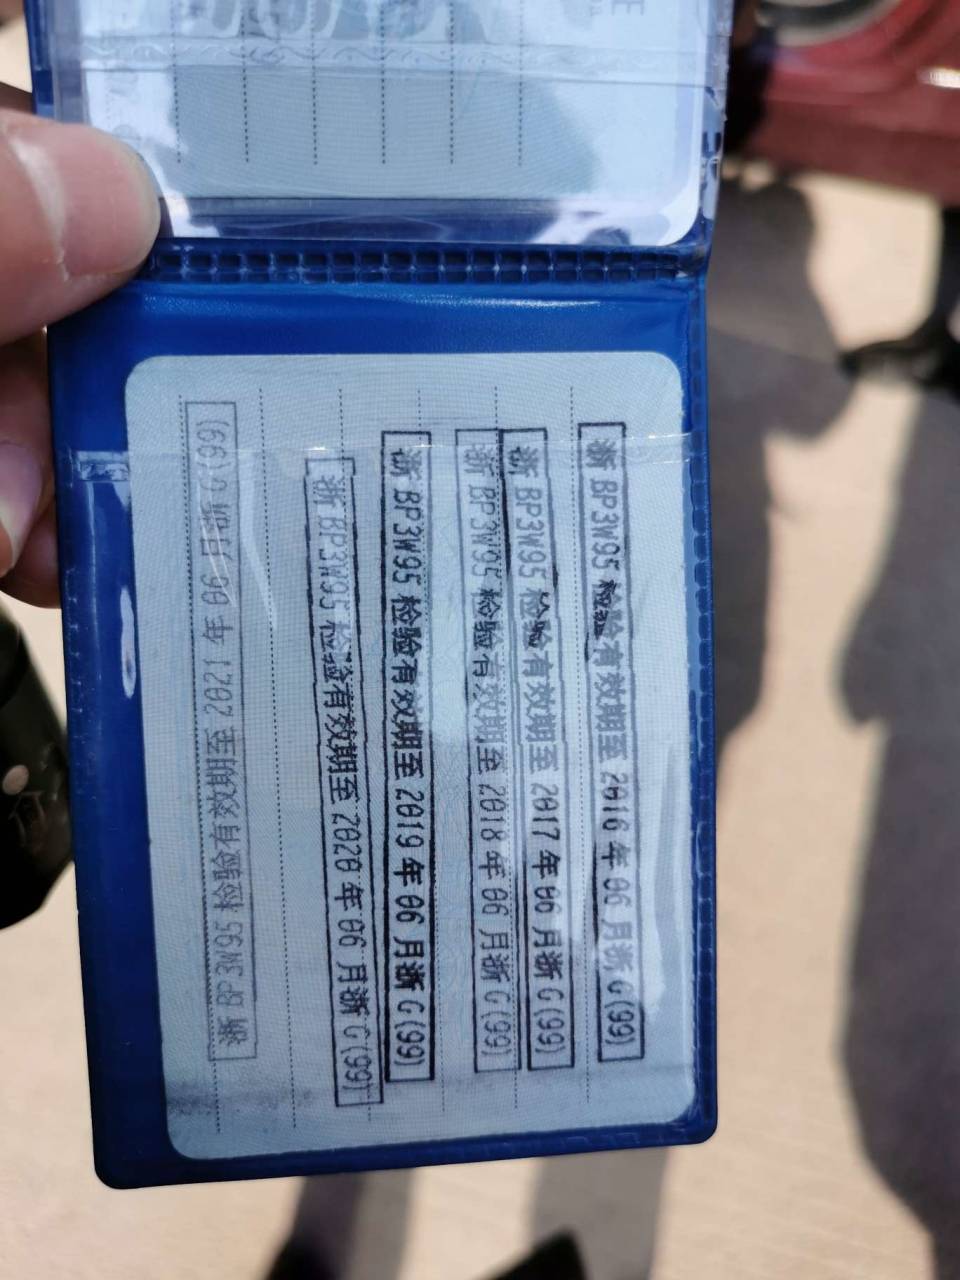 浙 BP3W95 检验有效期至 2016 年 06 月浙 G(99)
浙 BP3W95 检验有效期至 2017 年 06 月浙 G(99)
浙 BP3W95 检验有效期至 2018 年 06 月浙 G(99)
浙 BP3W95 检验有效期至 2019 年 06 月浙 G(99)
浙 BP3W95 检验有效期至 2020 年 06 月浙 G(99)
浙 BP3W95 检验有效期至 2021 年 06 月浙 G(99)